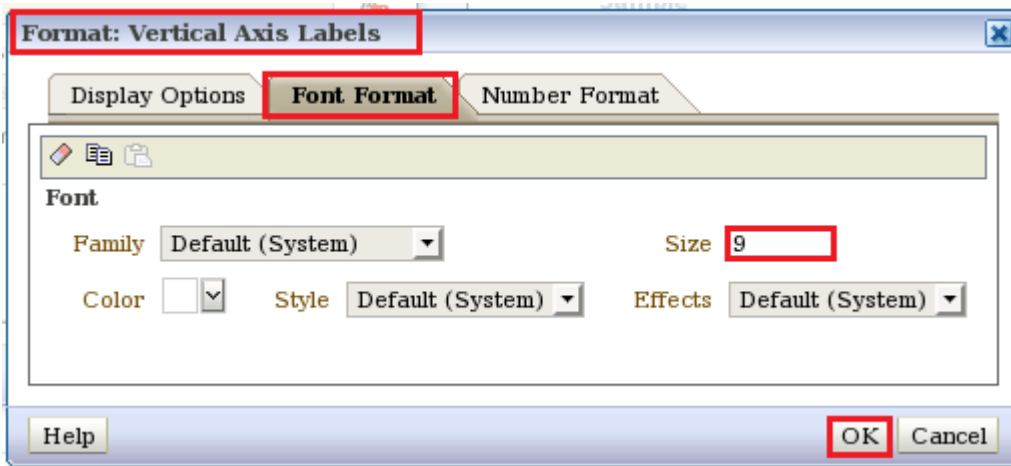 Sample
Format: Vertical Axis Labels
Display Options Font Format Number Format
Font
Family Default (System) Size 9
Color Style Default (System) Effects Default (System)
Help OK Cancel